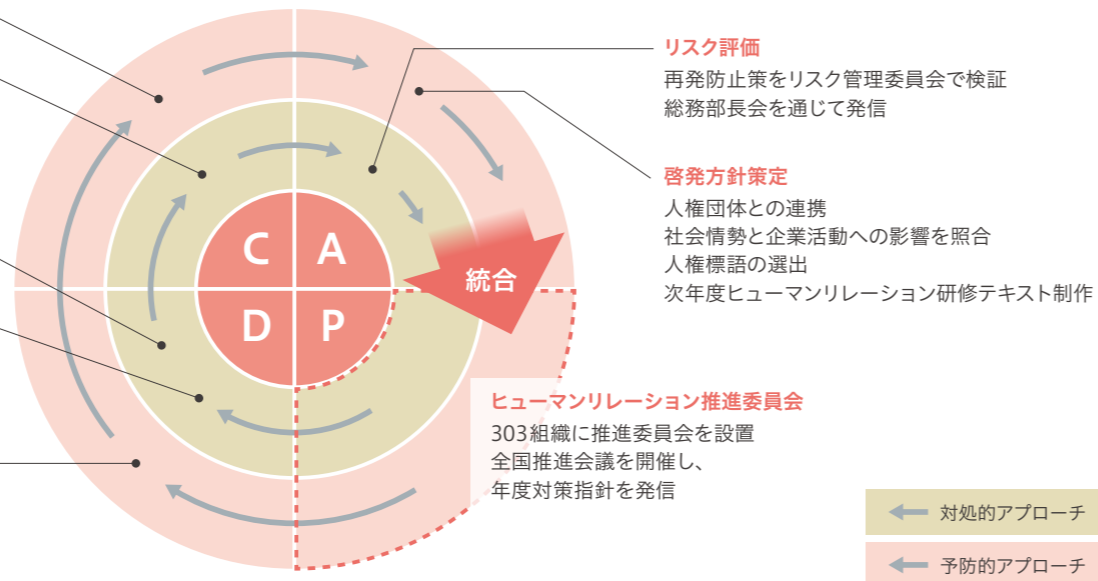 リスク評価
再発防止策をリスク管理委員会で検証
総務部長会を通じて発信
啓発方針策定
人権団体との連携
社会情勢と企業活動への影響を照合
人権標語の選出
次年度ヒューマンリレーション研修テキスト制作
C A
統合
D P
ヒューマンリレーション推進委員会
303組織に推進委員会を設置
全国推進会議を開催し、
年度対策指針を発信
対処的アプローチ
予防的アプローチ